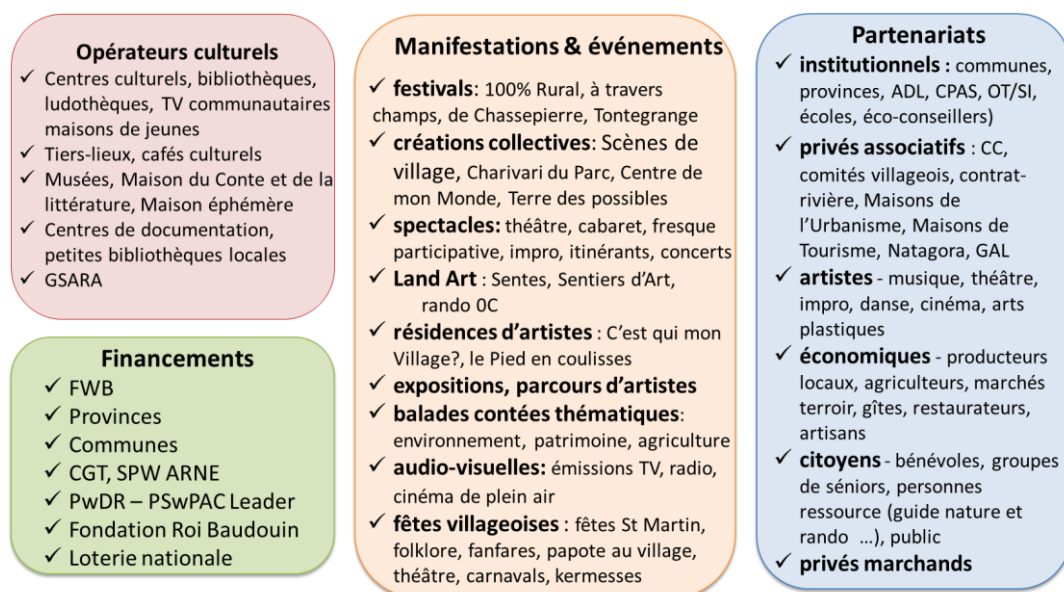 Opérateurs culturels
✓ Centres culturels, bibliothèques,
ludothèques, TV communautaires
maisons de jeunes
✓ Tiers-lieux, cafés culturels
✓ Musées, Maison du Conte et de la
littérature, Maison éphémère
✓ Centres de documentation,
petites bibliothèques locales
✓ GSARA
Financements
✓ FWB
✓ Provinces
✓ Communes
✓ CGT, SPW ARNE
✓ PwDR – PSwPAC Leader
✓ Fondation Roi Baudouin
✓ Loterie nationale
Manifestations & événements
✓ festivals: 100% Rural, à travers
champs, de Chassepierre, Tontegrange
✓ créations collectives: Scènes de
village, Charivari du Parc, Centre de
mon Monde, Terre des possibles
✓ spectacles: théâtre, cabaret, fresque
participative, impro, itinérants, concerts
✓ Land Art : Sentes, Sentiers d’Art,
rando 0C
✓ résidences d’artistes : C’est qui mon
Village?, le Pied en coulisses
✓ expositions, parcours d’artistes
✓ balades contées thématiques:
environnement, patrimoine, agriculture
✓ audio-visuelles: émissions TV, radio,
cinéma de plein air
✓ fêtes villageoises : fêtes St Martin,
folklore, fanfares, papote au village,
théâtre, carnavals, kermesses
Partenariats
✓ institutionnels : communes,
provinces, ADL, CPAS, OT/SI,
écoles, éco-conseillers)
✓ privés associatifs : CC,
comités villageois, contrat-
rivière, Maisons de
l’Urbanisme, Maisons de
Tourisme, Natagora, GAL
✓ artistes - musique, théâtre,
impro, danse, cinéma, arts
plastiques
✓ économiques - producteurs
locaux, agriculteurs, marchés
terroir, gîtes, restaurateurs,
artisans
✓ citoyens - bénévoles, groupes
de séniors, personnes
ressource (guide nature et
rando …), public
✓ privés marchands